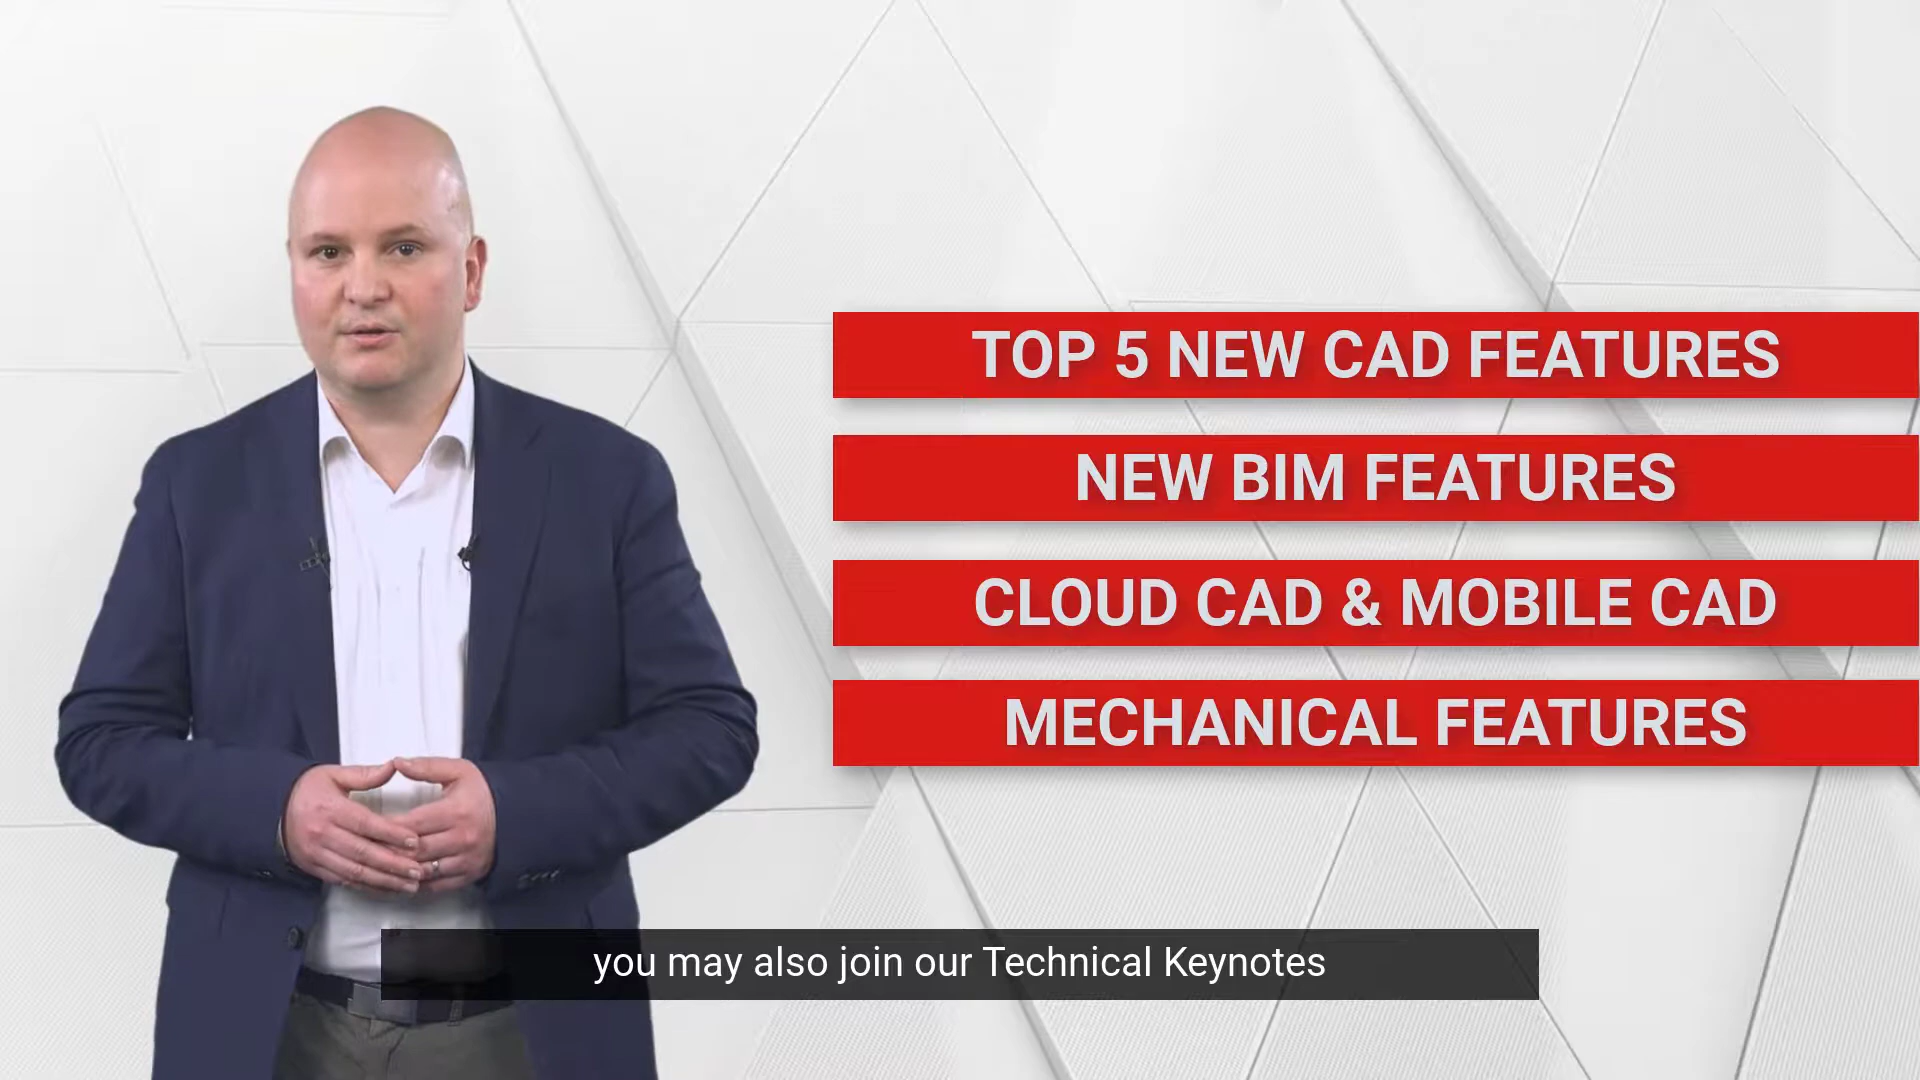 TOP 5 NEW CAD FEATURES
NEW BIM FEATURES
CLOUD CAD & MOBILE CAD
MECHANICAL FEATURES
you may also join our Technical Keynotes